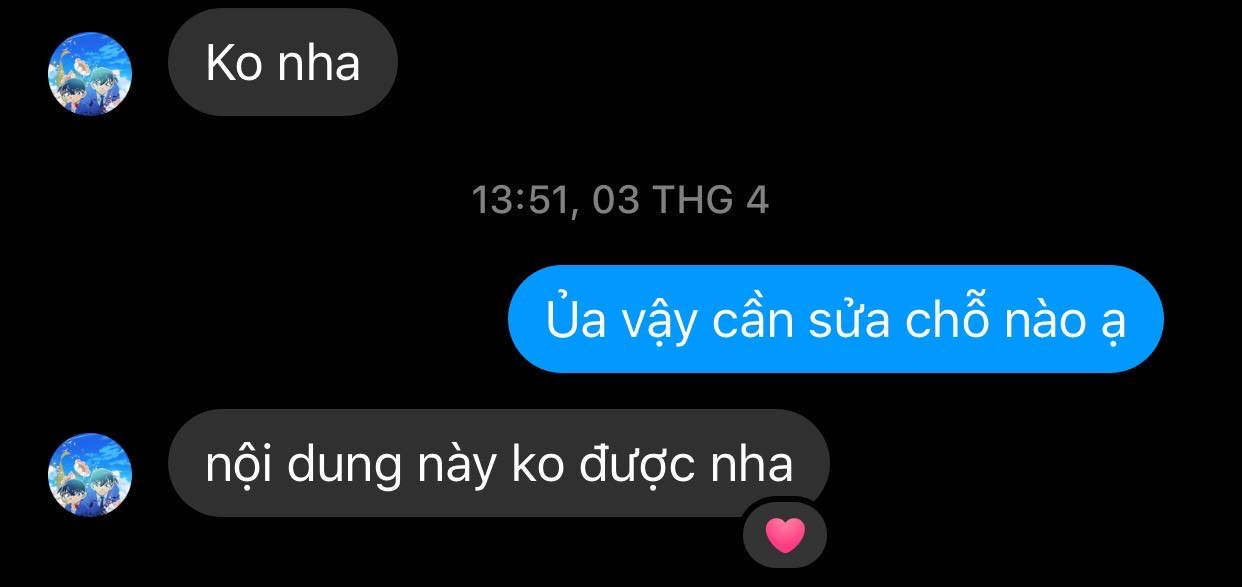 Ko nha
13:51, 03 THG 4
Ủa vậy cần sửa chỗ nào ạ
nội dung này ko được nha